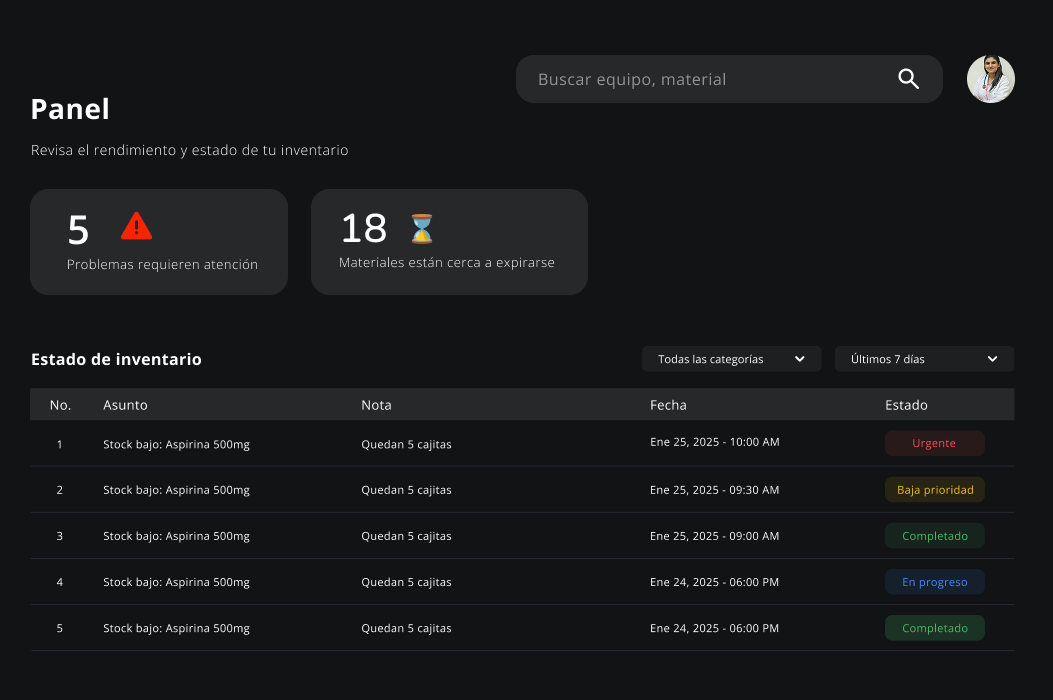 Buscar equipo, material
Panel
Revisa el rendimiento y estado de tu inventario
5
Problemas requieren atención
18
Materiales están cerca a expirarse
Estado de inventario
Todas las categorías
Últimos 7 días
No. Asunto Nota Fecha Estado
1 Stock bajo: Aspirina 500mg Quedan 5 cajitas Ene 25, 2025 - 10:00 AM Urgente
2 Stock bajo: Aspirina 500mg Quedan 5 cajitas Ene 25, 2025 - 09:30 AM Baja prioridad
3 Stock bajo: Aspirina 500mg Quedan 5 cajitas Ene 25, 2025 - 09:00 AM Completado
4 Stock bajo: Aspirina 500mg Quedan 5 cajitas Ene 24, 2025 - 06:00 PM En progreso
5 Stock bajo: Aspirina 500mg Quedan 5 cajitas Ene 24, 2025 - 06:00 PM Completado